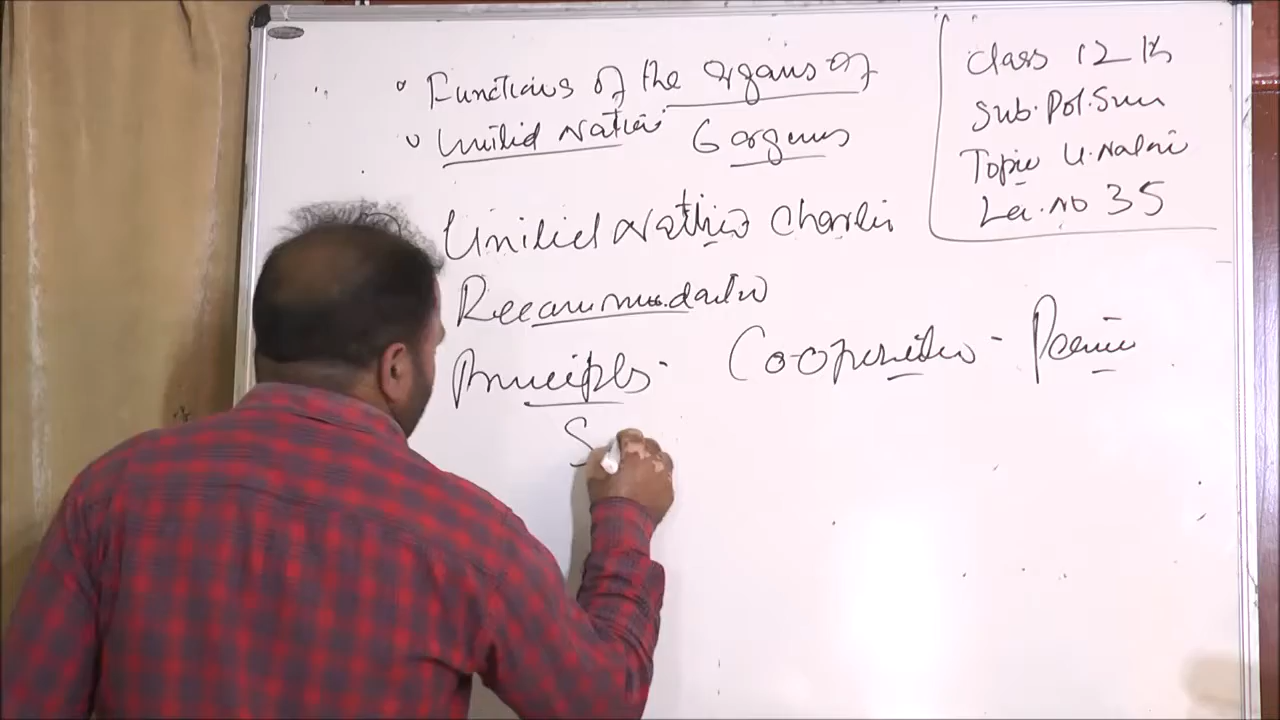 Functions of the organs of
United Nation 6 organs
United Nation Charter
Recommendation
Principles - Co-operation - Peace
S
Class 12th
Sub. Pol. Scien
Topic U. Nation
Lec. No 35